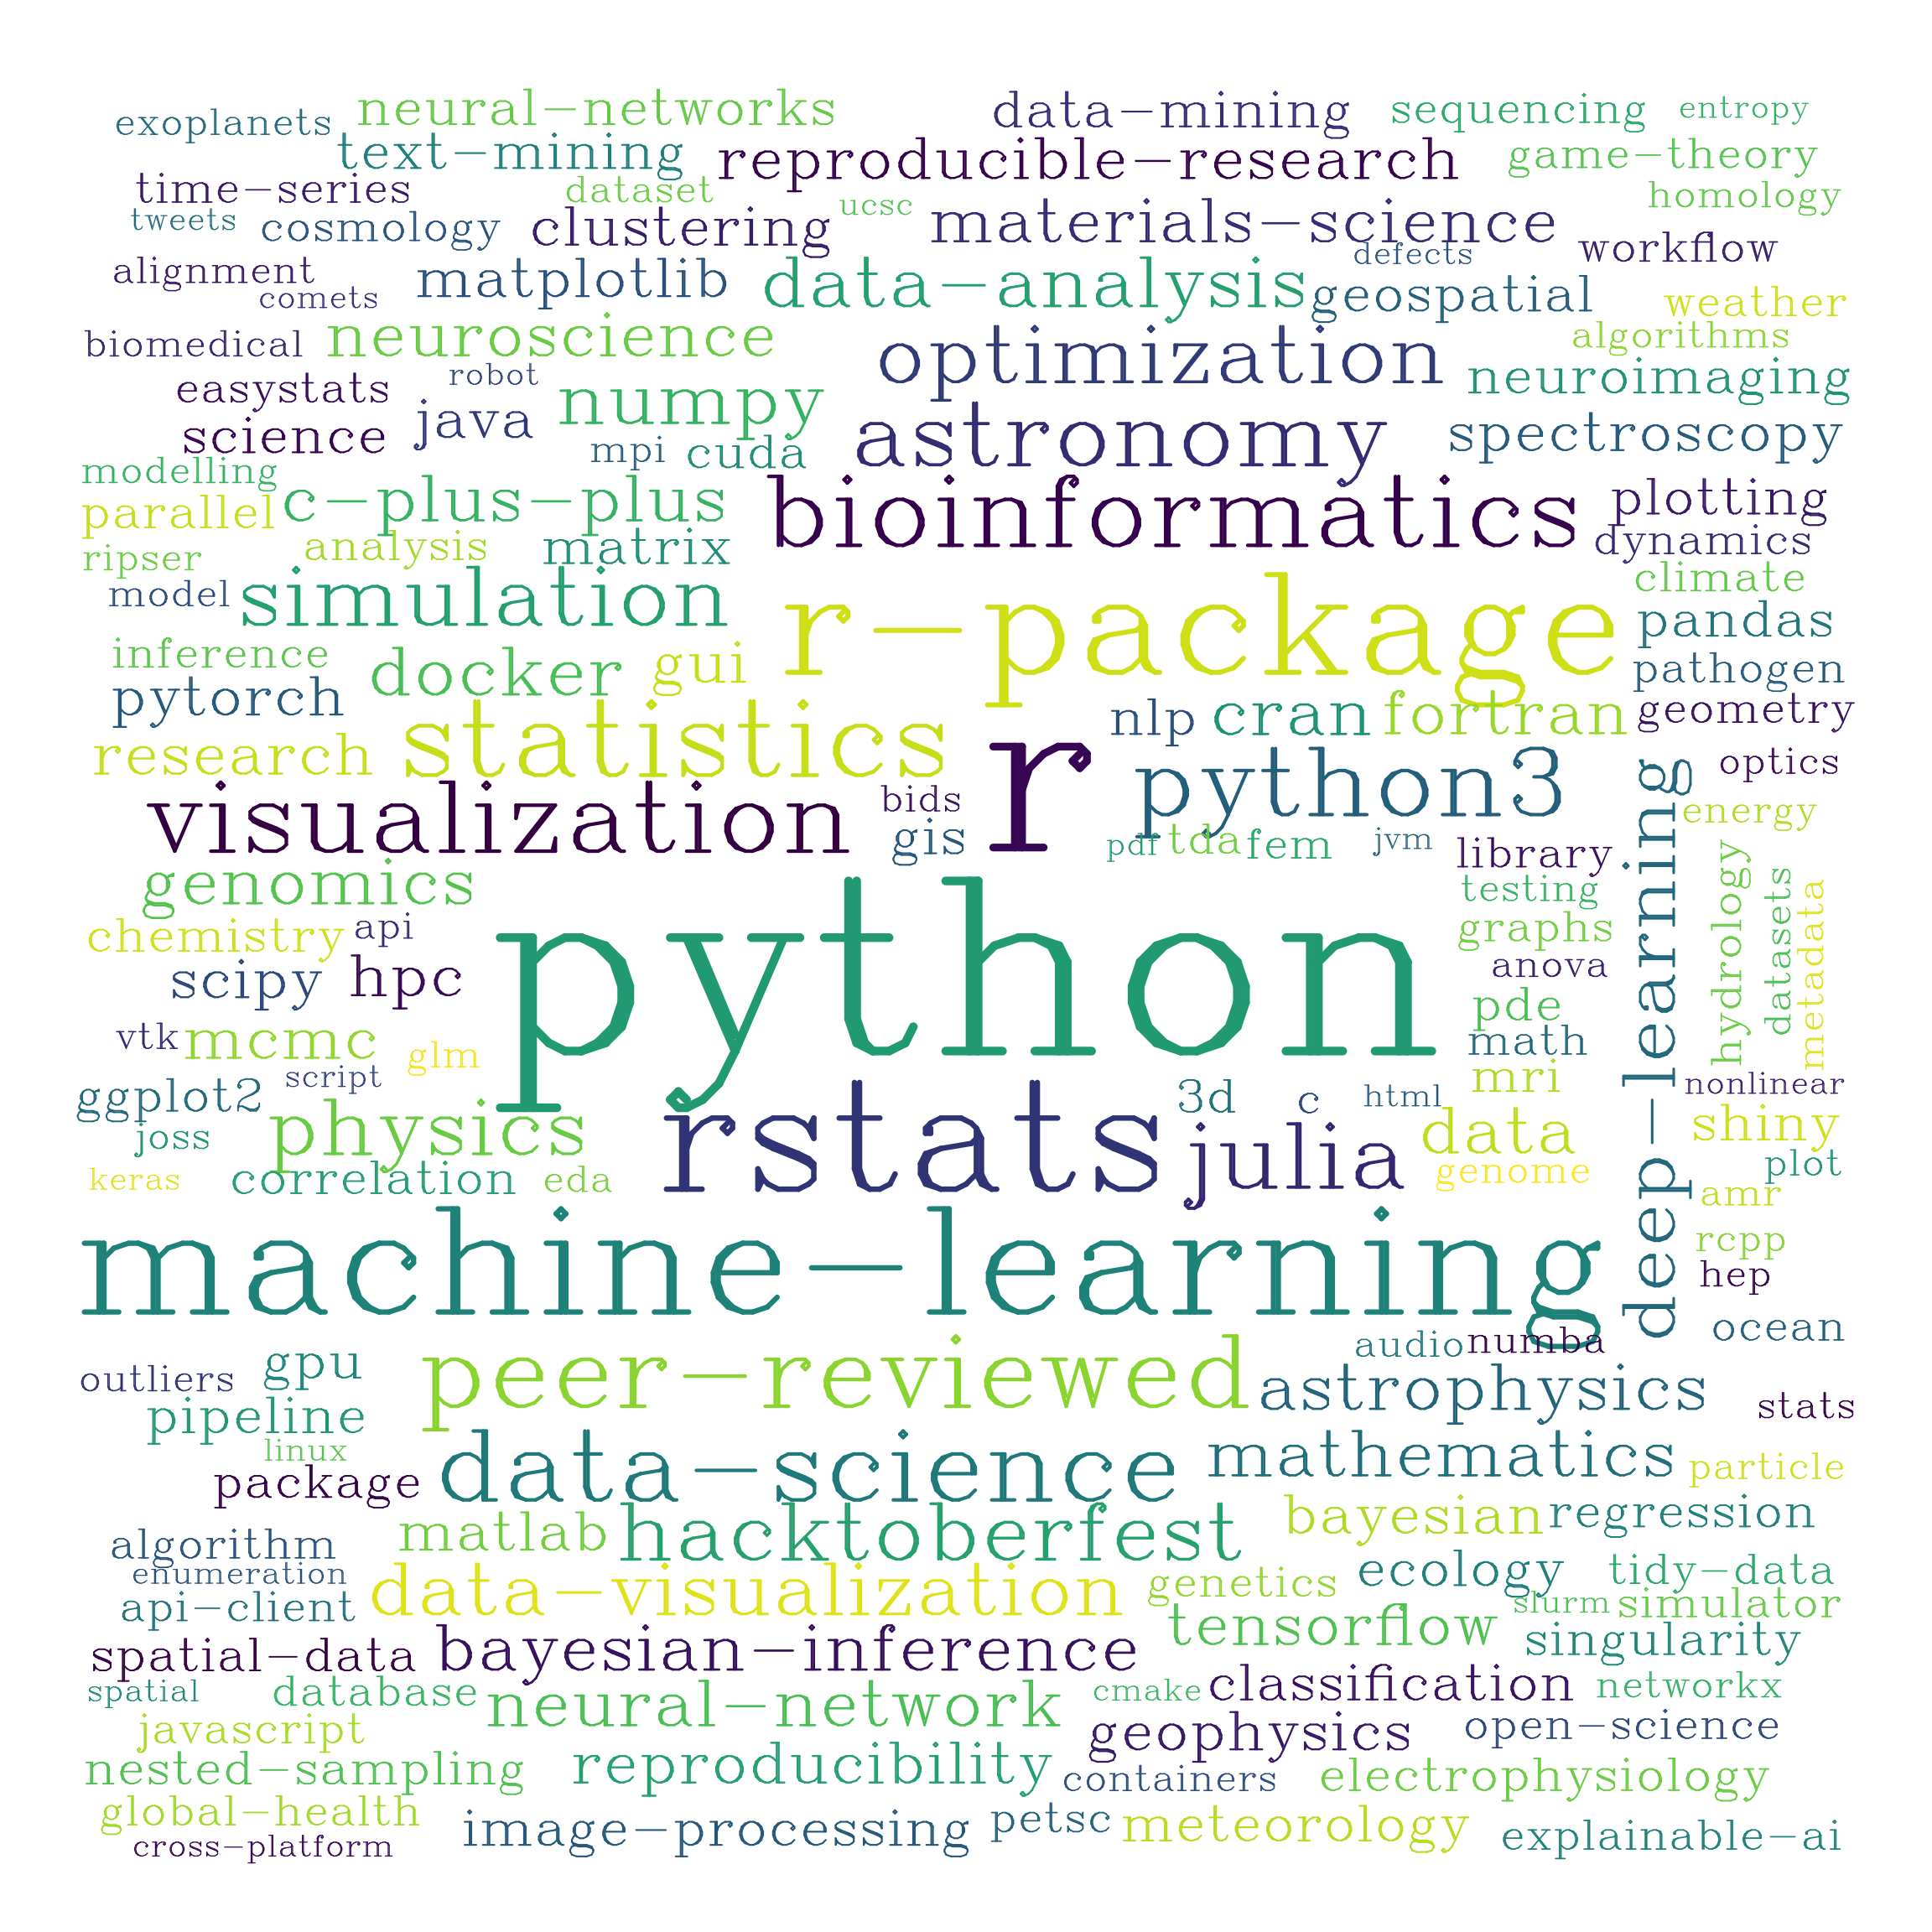 neural-networks
data-mining
sequencing
entropy
exoplanets
text-mining
reproducible-research
game-theory
time-series
dataset
ucsc
homology
tweets
cosmology
clustering
materials-science
defects
workflow
alignment
comets
matplotlib
data-analysis
geospatial
weather
biomedical
neuroscience
optimization
algorithms
easystats
robot
numpy
neuroimaging
science
java
mpi
cuda
astronomy
spectroscopy
modelling
parallel
c-plus-plus
bioinformatics
plotting
ripser
analysis
matrix
dynamics
model
simulation
r-package
climate
pandas
inference
docker
gui
pathogen
pytorch
nlp
cran
fortran
geometry
research
statistics
r
python3
optics
visualization
bids
gis
pdf
tda
fem
jvm
library
energy
genomics
testing
deep-learning
hydrology
datasets
metadata
chemistry
api
python
graphs
anova
scipy
hpc
pde
vtk
mcmc
glm
math
script
mri
nonlinear
ggplot2
physics
rstats
3d
c
html
julia
data
shiny
joss
plot
keras
correlation
eda
genome
amr
machine-learning
rcpp
hep
audio
numba
ocean
outliers
gpu
peer-reviewed
astrophysics
stats
pipeline
linux
package
data-science
mathematics
particle
algorithm
matlab
hacktoberfest
bayesian
regression
enumeration
ecology
tidy-data
api-client
data-visualization
genetics
slurm
simulator
spatial-data
bayesian-inference
tensorflow
singularity
spatial
database
neural-network
cmake
classification
networkx
javascript
geophysics
open-science
nested-sampling
reproducibility
containers
electrophysiology
global-health
image-processing
petsc
meteorology
explainable-ai
cross-platform